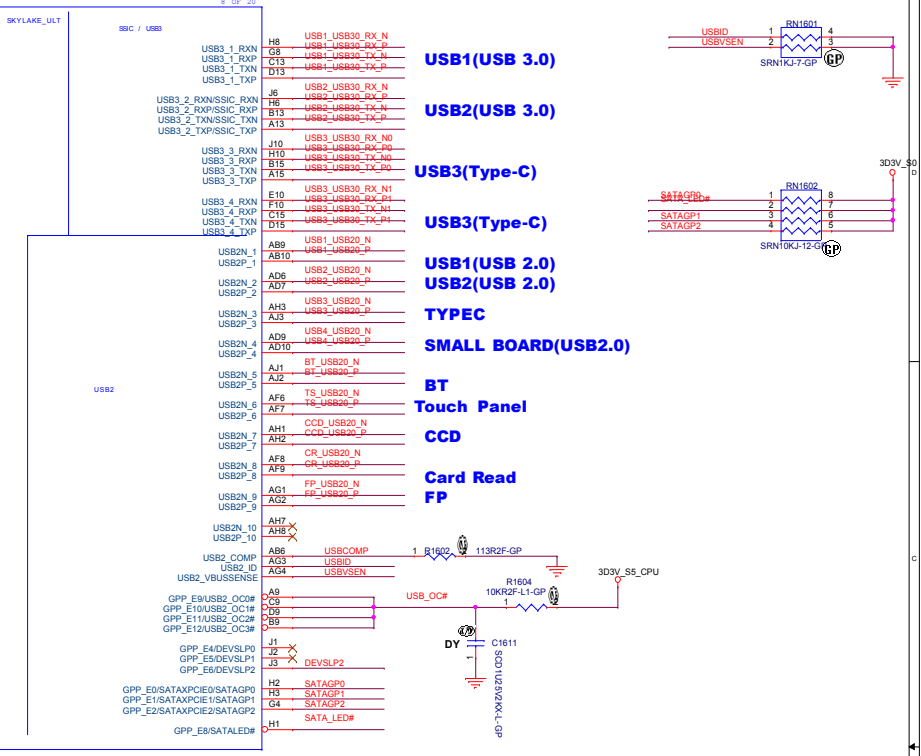 8 OF 20
SKYLAKE_ULT
SSIC / USB3
USB3_1_RXN H8 USB1_USB30_RX_N
USB3_1_RXP G8 USB1_USB30_RX_P
USB3_1_TXN C13 USB1_USB30_TX_N
USB3_1_TXP D13 USB1_USB30_TX_P
USB1(USB 3.0)
USB3_2_RXN/SSIC_RXN J6 USB2_USB30_RX_N
USB3_2_RXP/SSIC_RXP H6 USB2_USB30_RX_P
USB3_2_TXN/SSIC_TXN B13 USB2_USB30_TX_N
USB3_2_TXP/SSIC_TXP A13 USB2_USB30_TX_P
USB2(USB 3.0)
USB3_3_RXN J10 USB3_USB30_RX_N0
USB3_3_RXP H10 USB3_USB30_RX_P0
USB3_3_TXN B15 USB3_USB30_TX_N0
USB3_3_TXP A15 USB3_USB30_TX_P0
USB3(Type-C)
USB3_4_RXN E10 USB3_USB30_RX_N1
USB3_4_RXP F10 USB3_USB30_RX_P1
USB3_4_TXN C15 USB3_USB30_TX_N1
USB3_4_TXP D15 USB3_USB30_TX_P1
USB3(Type-C)
USB2
USB2N_1 AB9 USB1_USB20_N
USB2P_1 AB10 USB1_USB20_P
USB1(USB 2.0)
USB2N_2 AD6 USB2_USB20_N
USB2P_2 AD7 USB2_USB20_P
USB2(USB 2.0)
USB2N_3 AH3 USB3_USB20_N
USB2P_3 AJ3 USB3_USB20_P
TYPEC
USB2N_4 AD9 USB4_USB20_N
USB2P_4 AD10 USB4_USB20_P
SMALL BOARD(USB2.0)
USB2N_5 AJ1 BT_USB20_N
USB2P_5 AJ2 BT_USB20_P
BT
USB2N_6 AF6 TS_USB20_N
USB2P_6 AF7 TS_USB20_P
Touch Panel
USB2N_7 AH1 CCD_USB20_N
USB2P_7 AH2 CCD_USB20_P
CCD
USB2N_8 AF8 CR_USB20_N
USB2P_8 AF9 CR_USB20_P
Card Read
USB2N_9 AG1 FP_USB20_N
USB2P_9 AG2 FP_USB20_P
FP
USB2N_10 AH7
USB2P_10 AH8
USB2_COMP AB6 USBCOMP 1 R1602 113R2F-GP
USB2_ID AG3 USBID
USB2_VBUSSENSE AG4 USBVSEN
GPP_E9/USB2_OC0# A9
GPP_E10/USB2_OC1# C9 USB_OC#
GPP_E11/USB2_OC2# D9
GPP_E12/USB2_OC3# B9
R1604
10KR2F-L1-GP
1
3D3V_S5_CPU
DY
1
C1611
SCD1U25V2KX-L-GP
GPP_E4/DEVSLP0 J1
GPP_E5/DEVSLP1 J2
GPP_E6/DEVSLP2 J3 DEVSLP2
GPP_E0/SATAXPCIE0/SATAGP0 H2 SATAGP0
GPP_E1/SATAXPCIE1/SATAGP1 H3 SATAGP1
GPP_E2/SATAXPCIE2/SATAGP2 G4 SATAGP2
GPP_E8/SATALED# H1 SATA_LED#
RN1601
USBID 1 4
USBVSEN 2 3
SRN1KJ-7-GP
GP
3D3V_S0
RN1602
SATAGP0 1 8
SATA_LED# 2 7
SATAGP1 3 6
SATAGP2 4 5
SRN10KJ-12-GP
GP
D
C